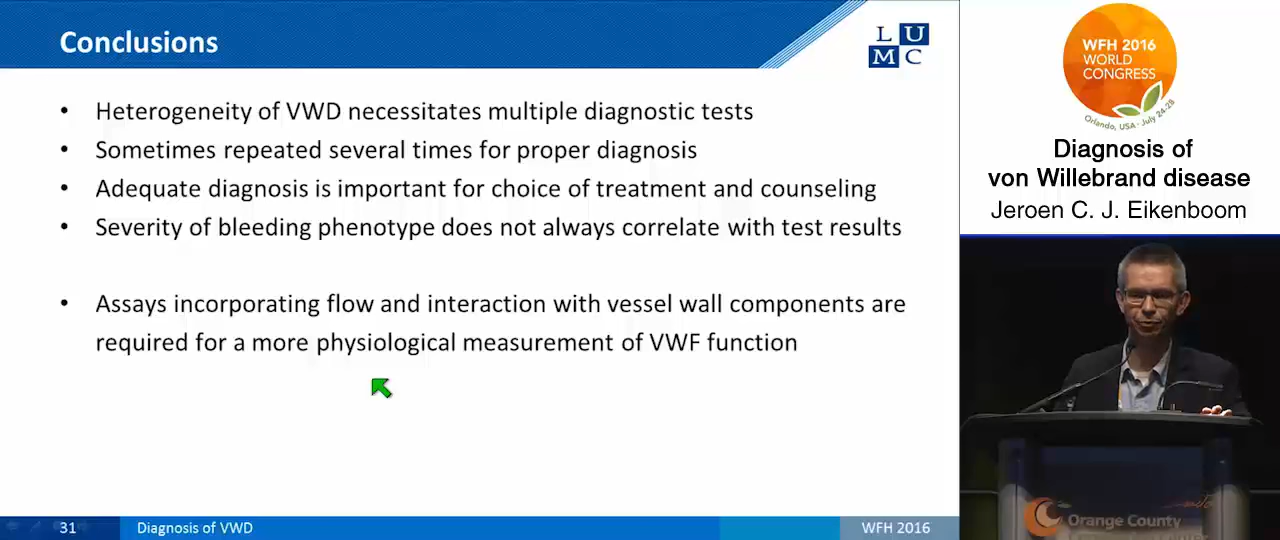 Conclusions
L U
M C
• Heterogeneity of VWD necessitates multiple diagnostic tests
• Sometimes repeated several times for proper diagnosis
• Adequate diagnosis is important for choice of treatment and counseling
• Severity of bleeding phenotype does not always correlate with test results
• Assays incorporating flow and interaction with vessel wall components are
required for a more physiological measurement of VWF function
31
Diagnosis of VWD
WFH 2016
WFH 2016
WORLD
CONGRESS
Orlando, USA · July 24-28
Diagnosis of
von Willebrand disease
Jeroen C. J. Eikenboom
Orange County